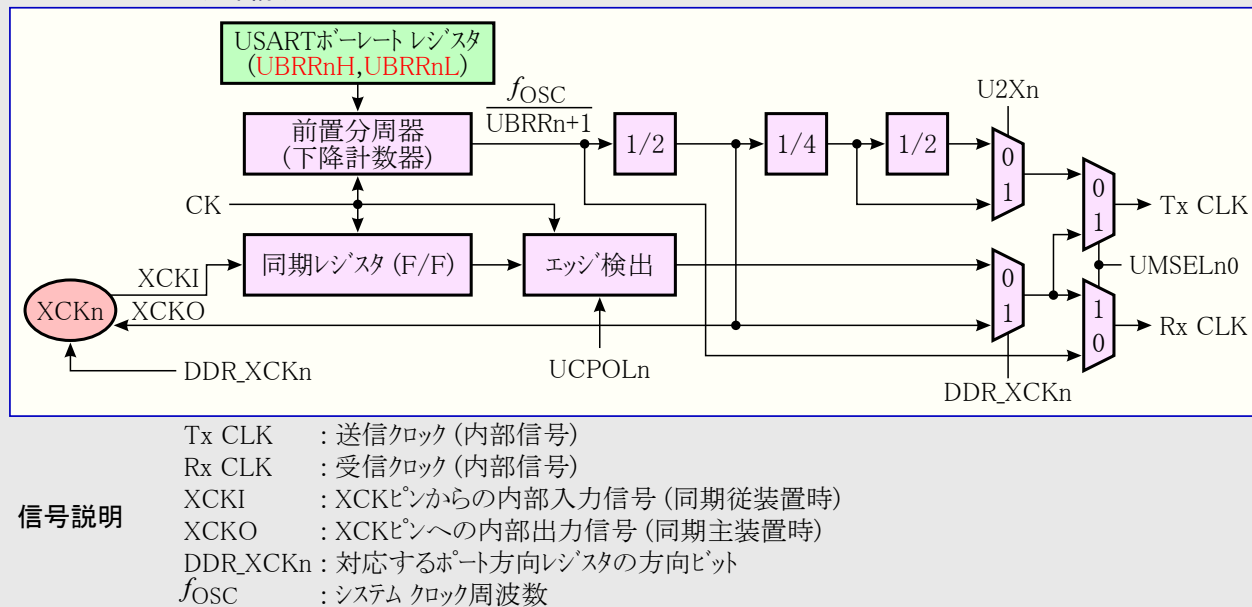 USARTボーレート レジスタ
(UBRRnH,UBRRnL)
fOSC
UBRRn+1
U2Xn
前置分周器
(下降計数器)
1/2
1/4
1/2
0
1
0
1
Tx CLK
CK
同期レジスタ (F/F)
エッジ検出
0
1
UMSELn0
XCKI
XCKn
XCKO
1
0
Rx CLK
DDR_XCKn
UCPOLn
DDR_XCKn
信号説明
Tx CLK : 送信クロック (内部信号)
Rx CLK : 受信クロック (内部信号)
XCKI : XCKピンからの内部入力信号 (同期従装置時)
XCKO : XCKピンへの内部出力信号 (同期主装置時)
DDR_XCKn : 対応するポート方向レジスタの方向ビット
fOSC : システム クロック周波数